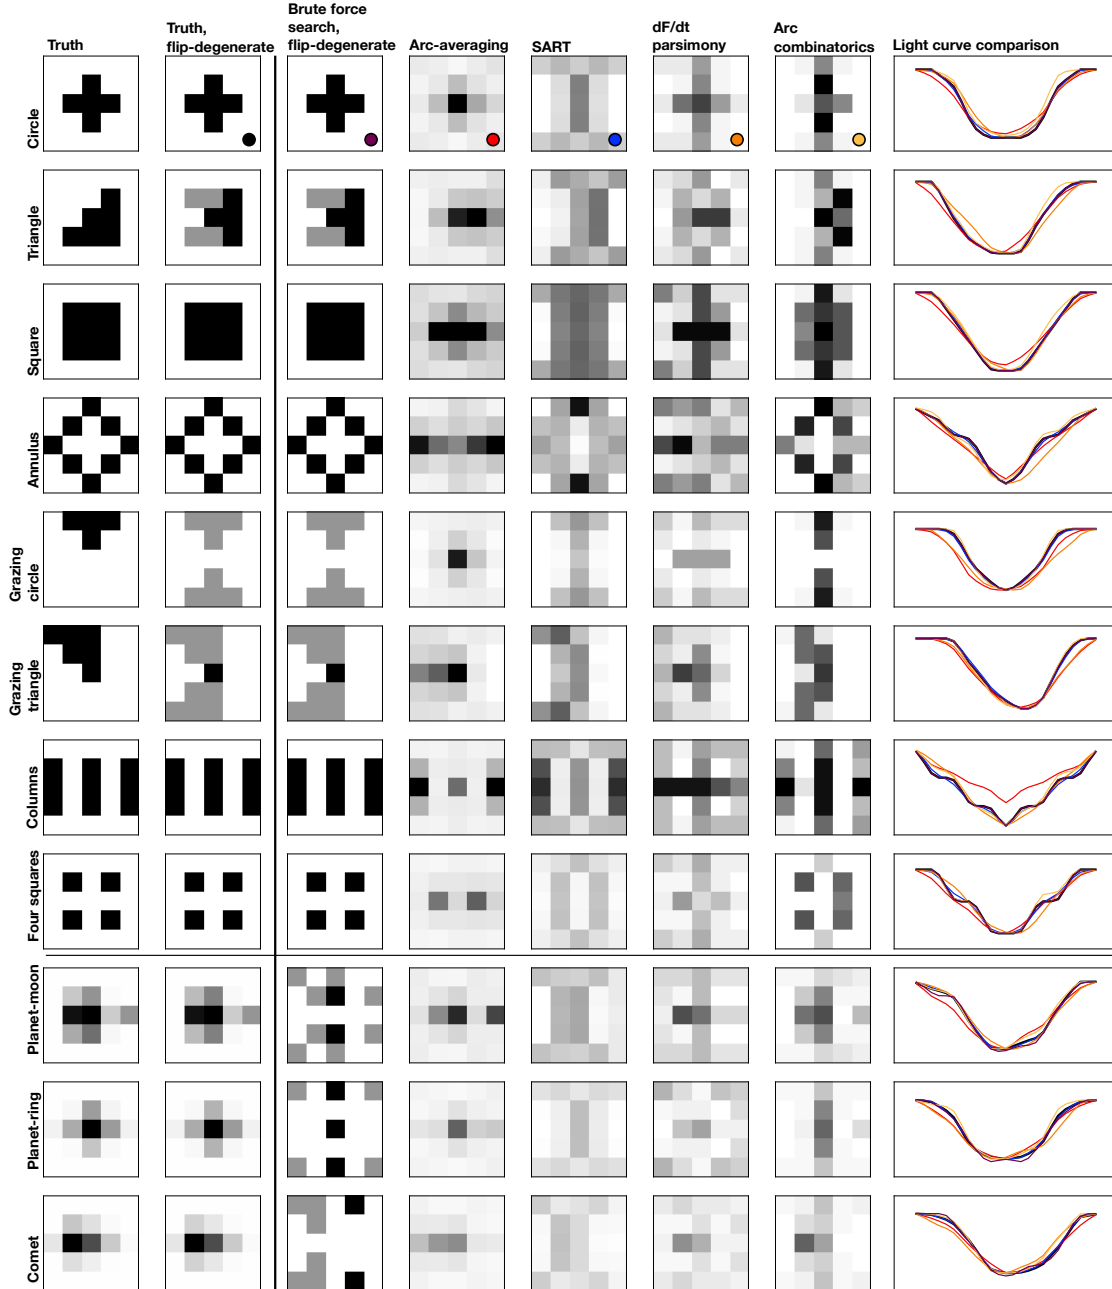 Truth
Truth,
flip-degenerate
Brute force
search,
flip-degenerate
Arc-averaging
SART
dF/dt
parsimony
Arc
combinatorics
Light curve comparison
Circle
Triangle
Square
Annulus
Grazing
circle
Grazing
triangle
Columns
Four squares
Planet-moon
Planet-ring
Comet